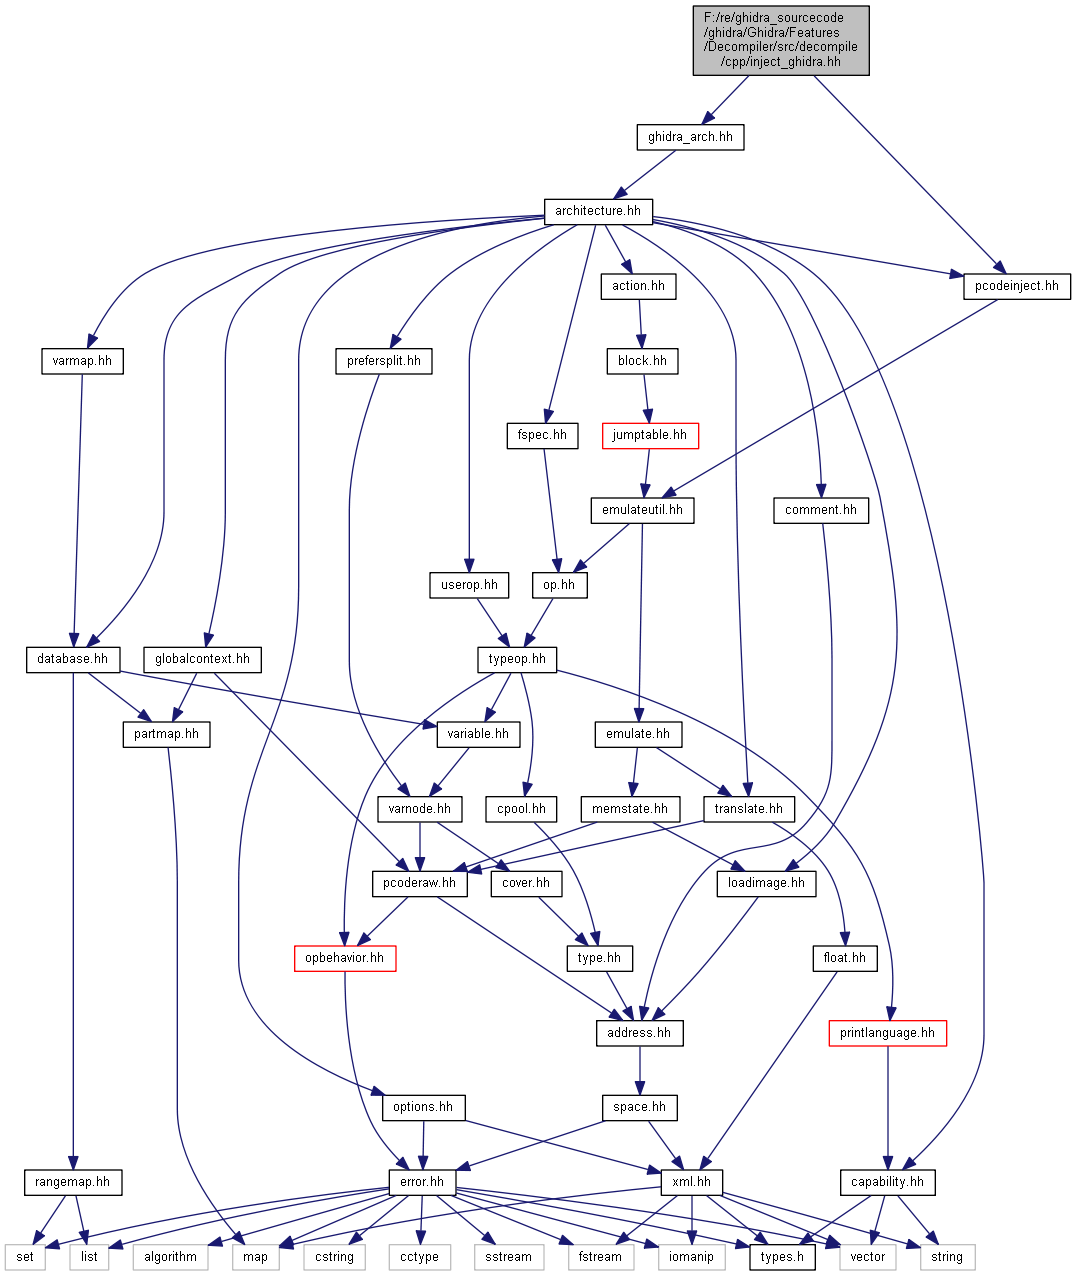 F:/re/ghidra_sourcecode
/ghidra/Ghidra/Features
/Decompiler/src/decompile
/cpp/inject_ghidra.hh
ghidra_arch.hh
architecture.hh
action.hh
pcodeinject.hh
varmap.hh
prefersplit.hh
block.hh
fspec.hh
jumptable.hh
emulateutil.hh
comment.hh
userop.hh
op.hh
database.hh
globalcontext.hh
typeop.hh
partmap.hh
variable.hh
emulate.hh
varnode.hh
cpool.hh
memstate.hh
translate.hh
pcoderaw.hh
cover.hh
loadimage.hh
opbehavior.hh
type.hh
float.hh
address.hh
printlanguage.hh
options.hh
space.hh
rangemap.hh
error.hh
xml.hh
capability.hh
set
list
algorithm
map
cstring
cctype
sstream
fstream
iomanip
types.h
vector
string